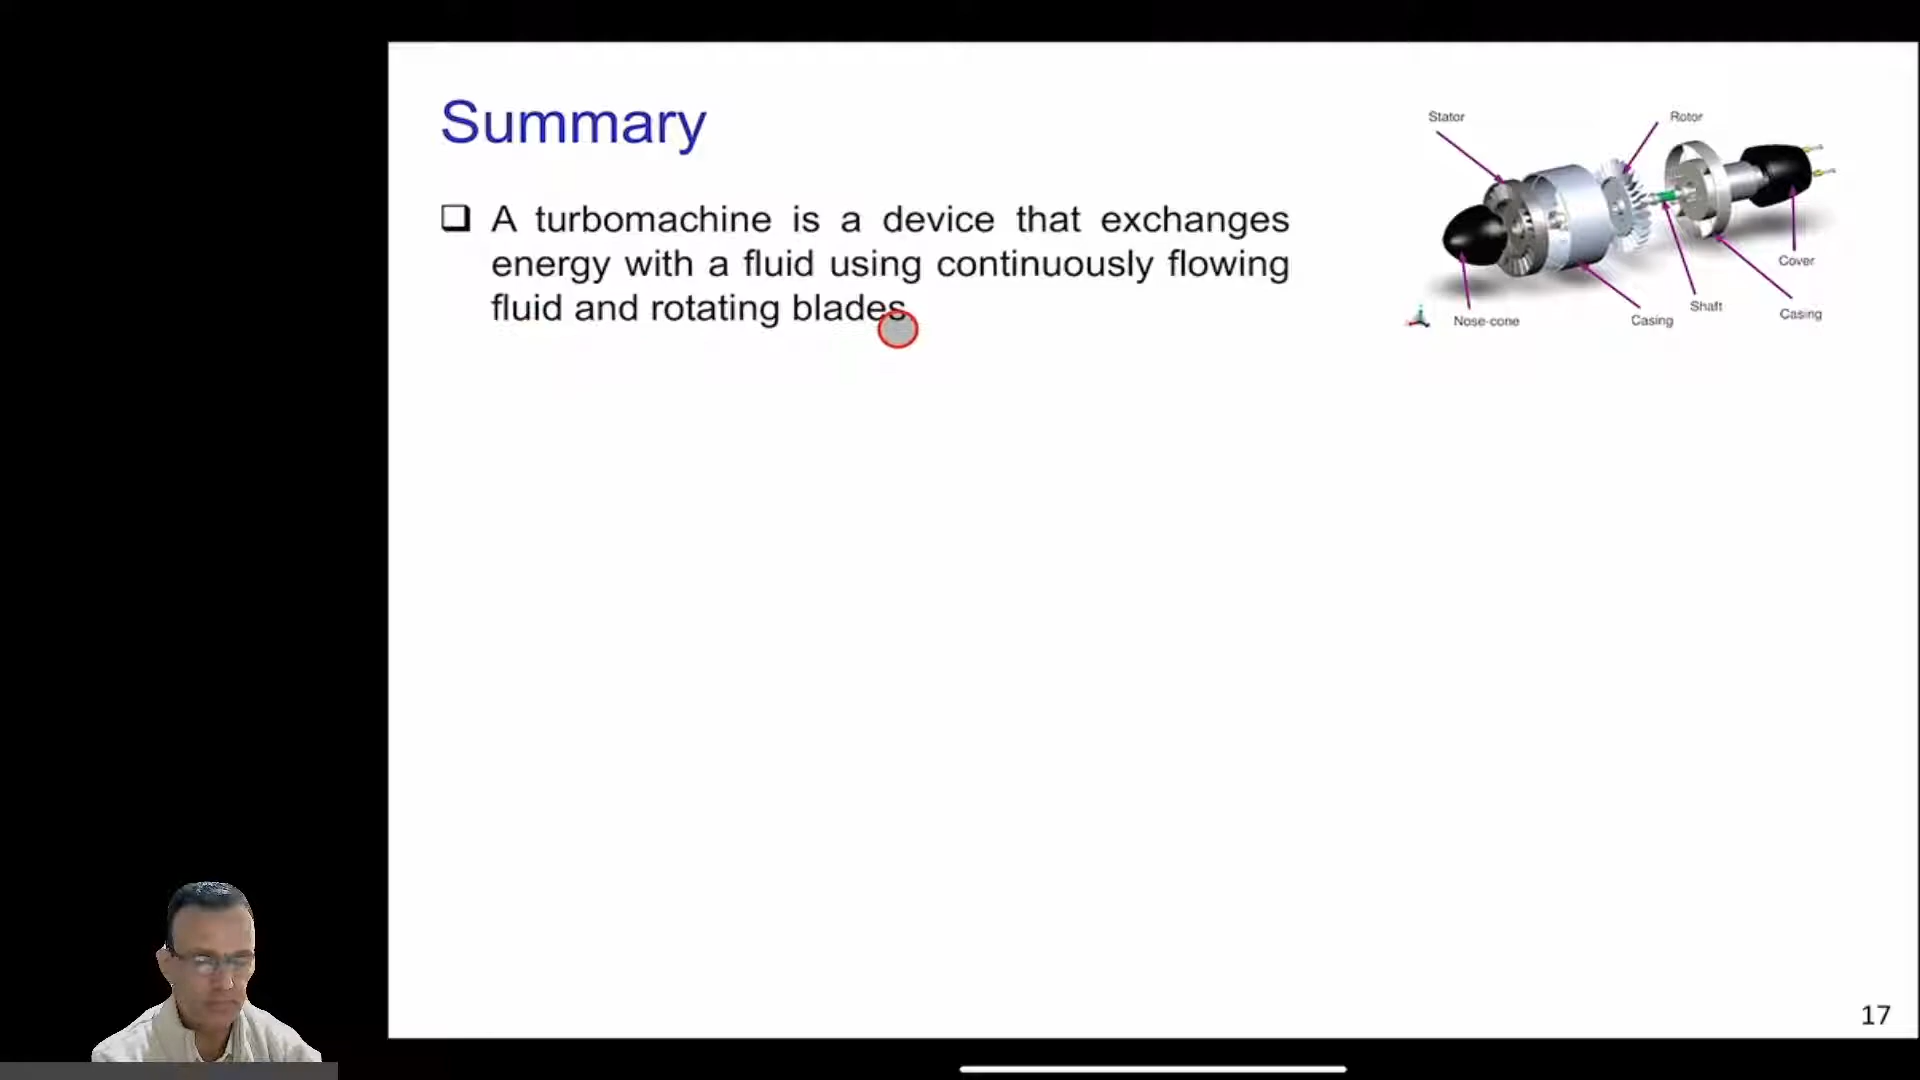 Summary
❑ A turbomachine is a device that exchanges
energy with a fluid using continuously flowing
fluid and rotating blades
Stator
Rotor
Cover
Shaft
Casing
Casing
Nose-cone
17